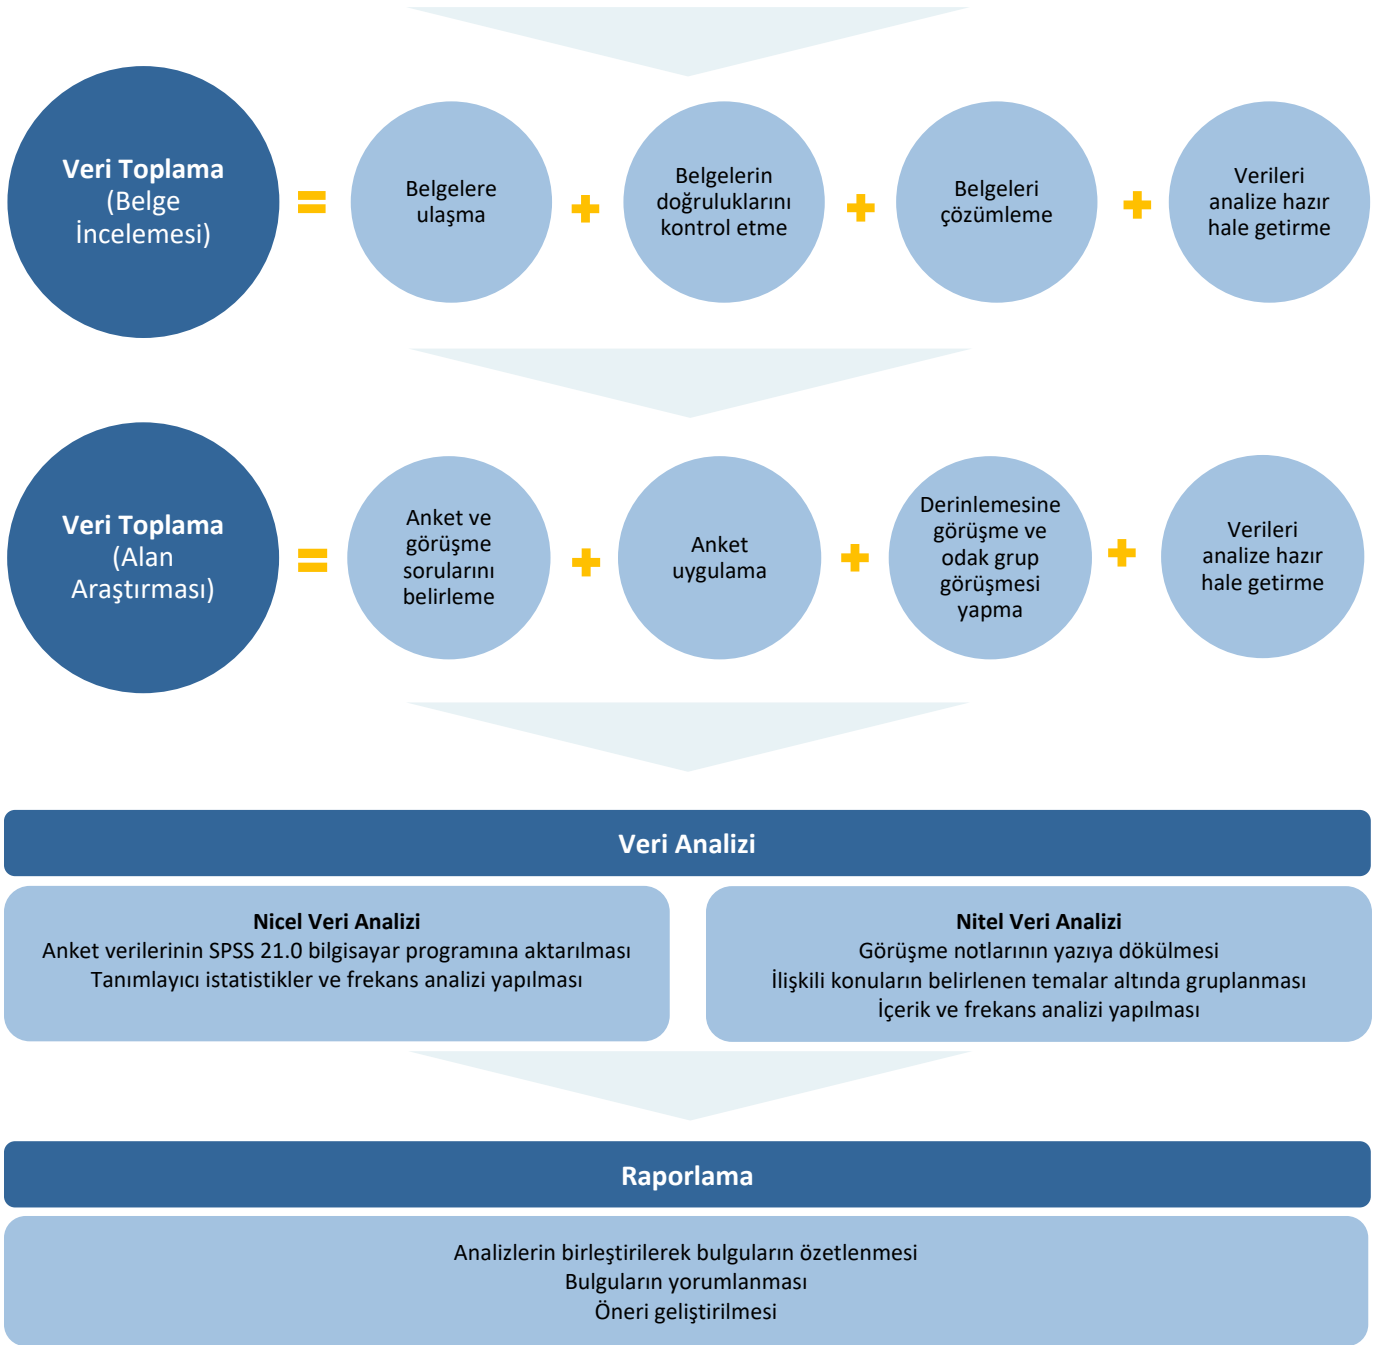 Veri Toplama
(Belge
İncelemesi)
Belgelere
ulaşma
Belgelerin
doğruluklarını
kontrol etme
Belgeleri
çözümleme
Verileri
analize hazır
hale getirme
Veri Toplama
(Alan
Araştırması)
Anket ve
görüşme
sorularını
belirleme
Anket
uygulama
Derinlemesine
görüşme ve
odak grup
görüşmesi
yapma
Verileri
analize hazır
hale getirme
Veri Analizi
Nicel Veri Analizi
Anket verilerinin SPSS 21.0 bilgisayar programına aktarılması
Tanımlayıcı istatistikler ve frekans analizi yapılması
Nitel Veri Analizi
Görüşme notlarının yazıya dökülmesi
İlişkili konuların belirlenen temalar altında gruplanması
İçerik ve frekans analizi yapılması
Raporlama
Analizlerin birleştirilerek bulguların özetlenmesi
Bulguların yorumlanması
Öneri geliştirilmesi